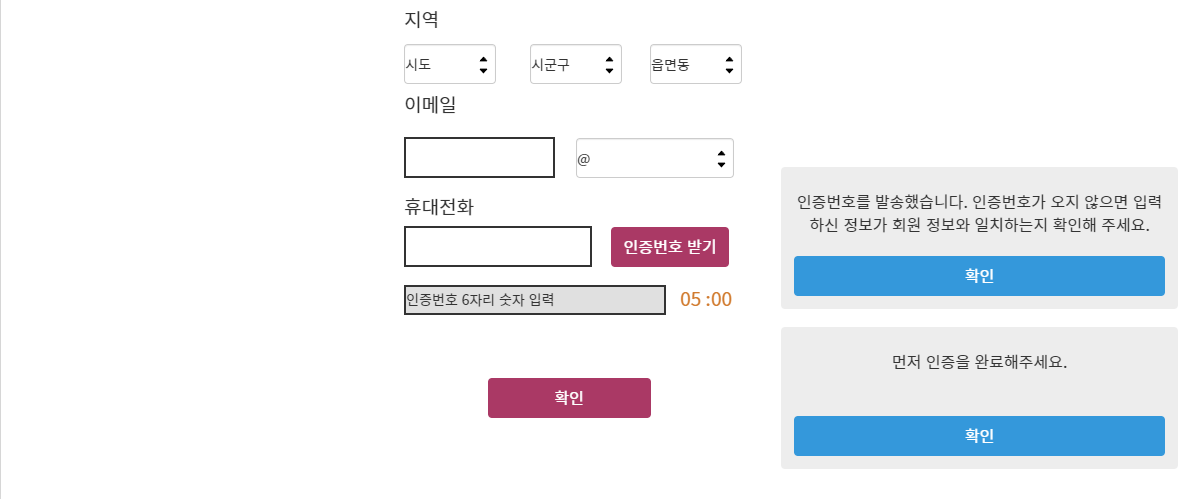 지역
시도 시군구 읍면동
이메일
@
휴대전화
인증번호 받기
인증번호 6자리 숫자 입력 05 :00
확인
인증번호를 발송했습니다. 인증번호가 오지 않으면 입력
하신 정보가 회원 정보와 일치하는지 확인해 주세요.
확인
먼저 인증을 완료해주세요.
확인